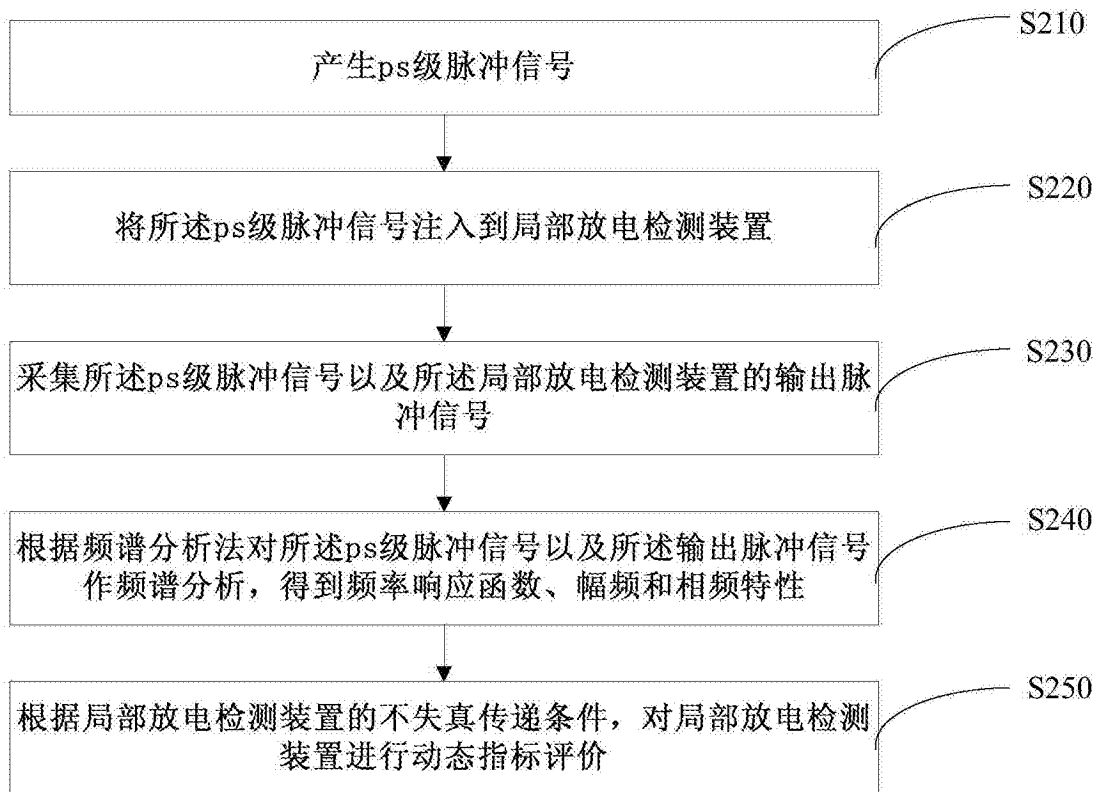 S210
产生ps级脉冲信号
S220
将所述ps级脉冲信号注入到局部放电检测装置
S230
采集所述ps级脉冲信号以及所述局部放电检测装置的输出脉
冲信号
S240
根据频谱分析法对所述ps级脉冲信号以及所述输出脉冲信号
作频谱分析，得到频率响应函数、幅频和相频特性
S250
根据局部放电检测装置的不失真传递条件，对局部放电检测
装置进行动态指标评价